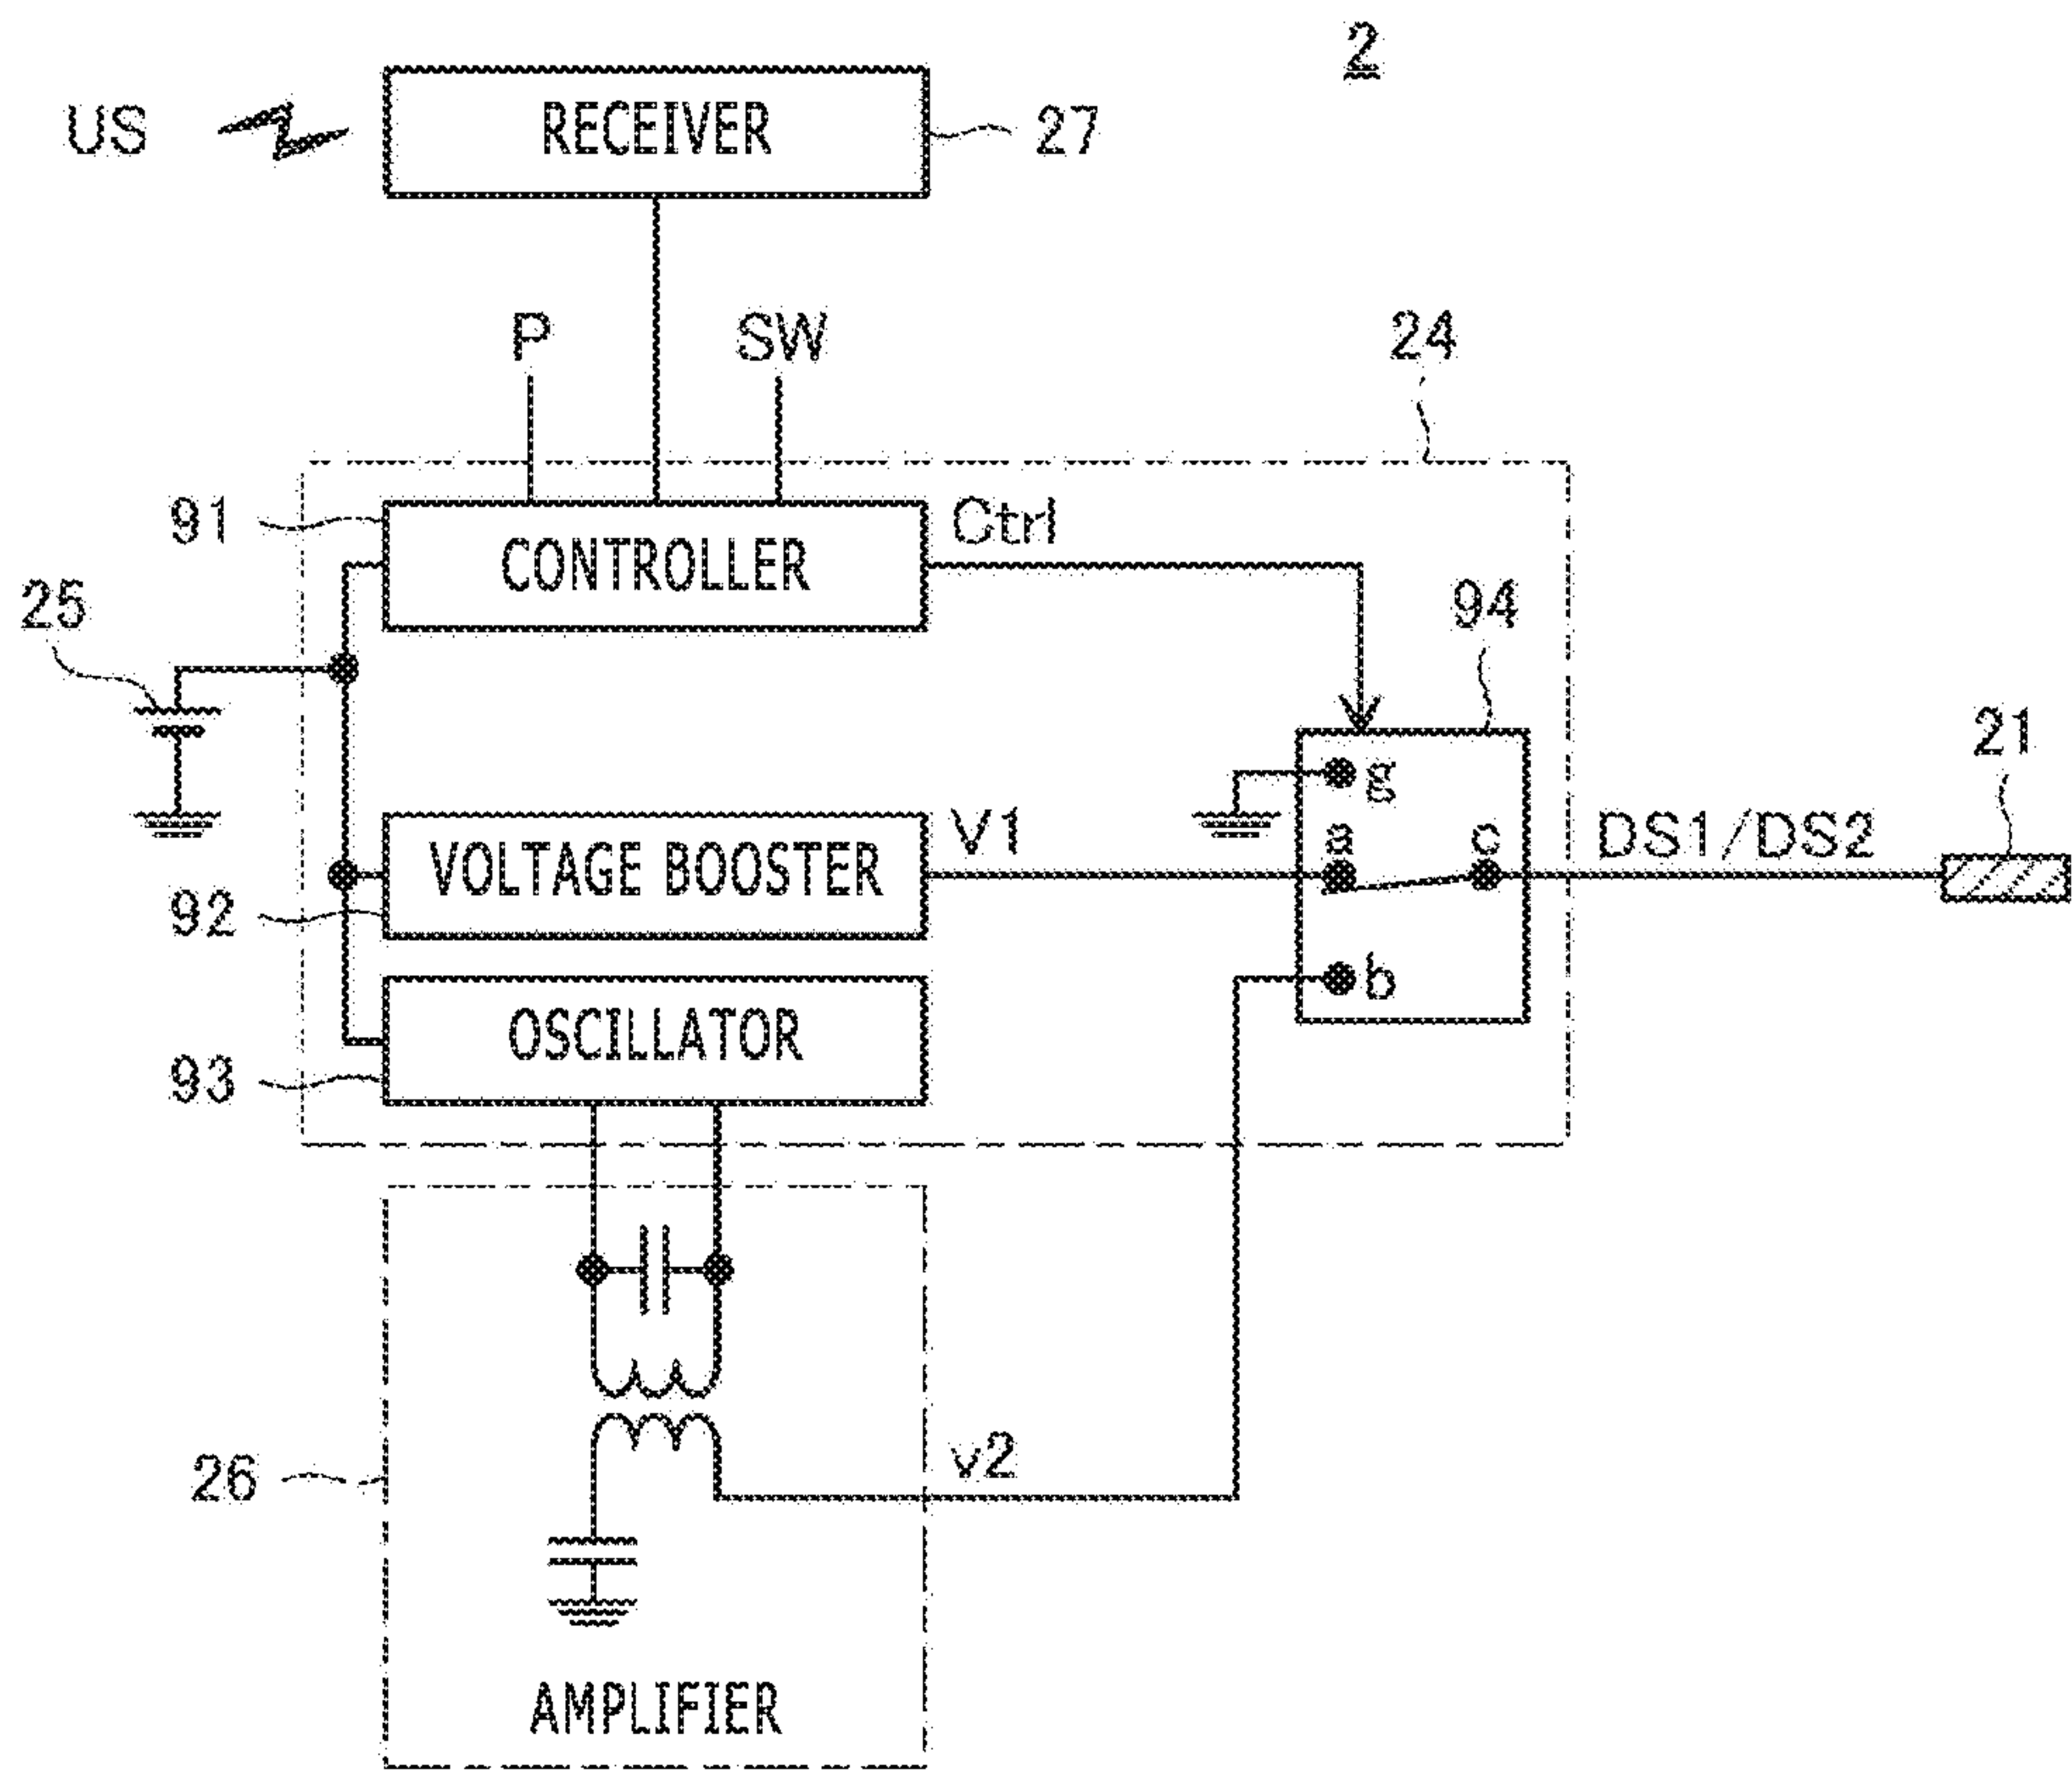 2
US
RECEIVER
27
P
SW
24
91
CONTROLLER
Ctrl
25
94
g
21
VOLTAGE BOOSTER
V1
a
c
DS1/DS2
92
b
OSCILLATOR
93
26
v2
AMPLIFIER